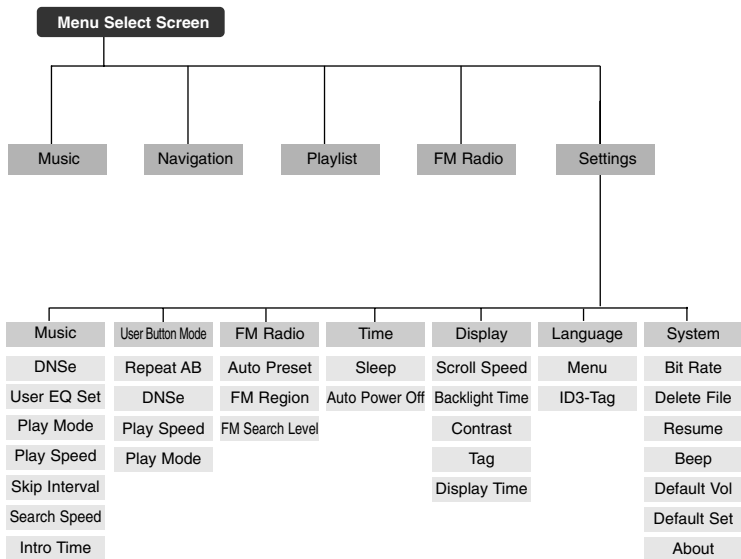 Menu Select Screen
Music
Navigation
Playlist
FM Radio
Settings
Music
User Button Mode
FM Radio
Time
Display
Language
System
DNSe
Repeat AB
Auto Preset
Sleep
Scroll Speed
Menu
Bit Rate
User EQ Set
DNSe
FM Region
Auto Power Off
Backlight Time
ID3-Tag
Delete File
Play Mode
Play Speed
FM Search Level
Contrast
Resume
Play Speed
Play Mode
Tag
Beep
Skip Interval
Display Time
Default Vol
Search Speed
Default Set
Intro Time
About